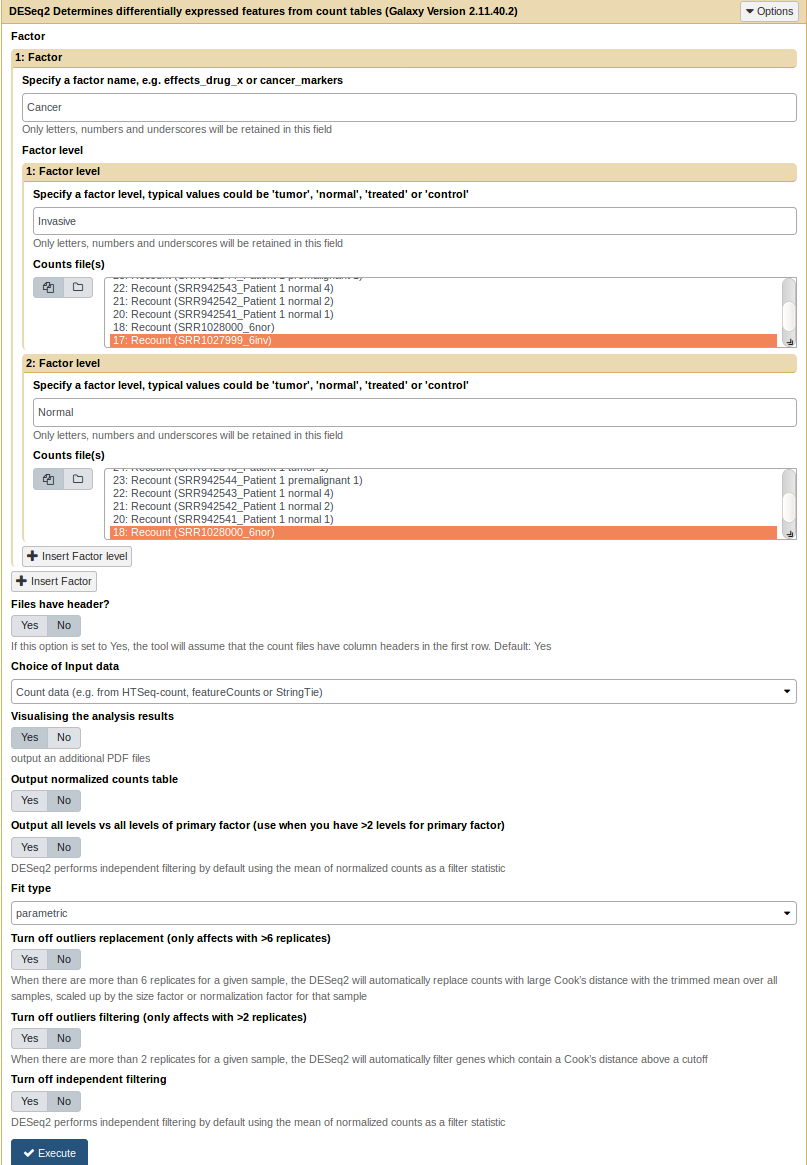 DESeq2 Determines differentially expressed features from count tables (Galaxy Version 2.11.40.2)
Options
Factor
1: Factor
Specify a factor name, e.g. effects_drug_x or cancer_markers
Cancer
Only letters, numbers and underscores will be retained in this field
Factor level
1: Factor level
Specify a factor level, typical values could be 'tumor', 'normal', 'treated' or 'control'
Invasive
Only letters, numbers and underscores will be retained in this field
Counts file(s)
22: Recount (SRR942543_Patient 1 normal 4)
21: Recount (SRR942542_Patient 1 normal 2)
20: Recount (SRR942541_Patient 1 normal 1)
18: Recount (SRR1028000_6nor)
17: Recount (SRR1027999_6inv)
2: Factor level
Specify a factor level, typical values could be 'tumor', 'normal', 'treated' or 'control'
Normal
Only letters, numbers and underscores will be retained in this field
Counts file(s)
23: Recount (SRR942544_Patient 1 premalignant 1)
22: Recount (SRR942543_Patient 1 normal 4)
21: Recount (SRR942542_Patient 1 normal 2)
20: Recount (SRR942541_Patient 1 normal 1)
18: Recount (SRR1028000_6nor)
Insert Factor level
Insert Factor
Files have header?
Yes No
If this option is set to Yes, the tool will assume that the count files have column headers in the first row. Default: Yes
Choice of Input data
Count data (e.g. from HTSeq-count, featureCounts or StringTie)
Visualising the analysis results
Yes No
output an additional PDF files
Output normalized counts table
Yes No
Output all levels vs all levels of primary factor (use when you have >2 levels for primary factor)
Yes No
DESeq2 performs independent filtering by default using the mean of normalized counts as a filter statistic
Fit type
parametric
Turn off outliers replacement (only affects with >6 replicates)
Yes No
When there are more than 6 replicates for a given sample, the DESeq2 will automatically replace counts with large Cook's distance with the trimmed mean over all
samples, scaled up by the size factor or normalization factor for that sample
Turn off outliers filtering (only affects with >2 replicates)
Yes No
When there are more than 2 replicates for a given sample, the DESeq2 will automatically filter genes which contain a Cook's distance above a cutoff
Turn off independent filtering
Yes No
DESeq2 performs independent filtering by default using the mean of normalized counts as a filter statistic
Execute